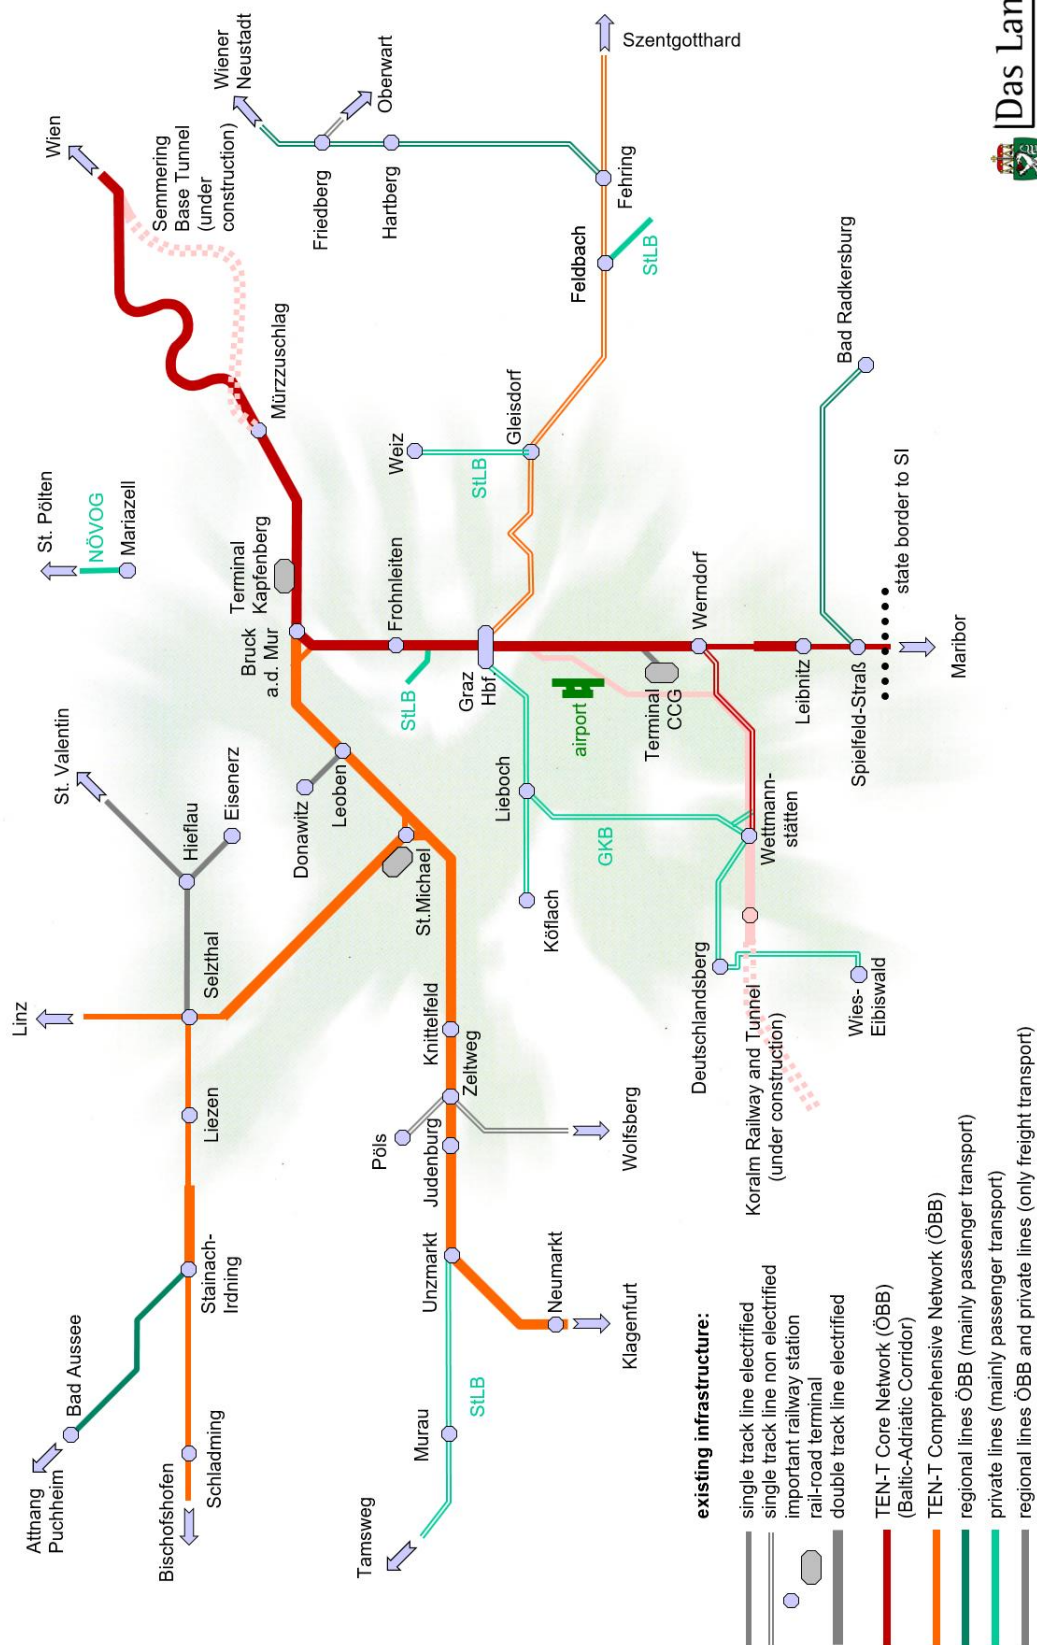 Attnang
Puchheim
Bad Aussee
Bischofshofen
Schladming
Stainach-
Irdning
Liezen
Linz
Selzthal
Hieflau
St. Valentin
Eisenerz
Donawitz
Leoben
St.Michael
St. Pölten
NÖVOG
Mariazell
Terminal
Kapfenberg
Bruck
a.d. Mur
Mürzzuschlag
Wien
Semmering
Base Tunnel
(under
construction)
Wiener
Neustadt
Oberwart
Friedberg
Hartberg
Fehring
Szentgotthard
Feldbach
StLB
Gleisdorf
Weiz
StLB
Frohnleiten
StLB
Graz
Hbf
airport
Terminal
CCG
Werndorf
Leibnitz
Spielfeld-Straß
Bad Radkersburg
state border to SI
Maribor
Lieboch
GKB
Köflach
Wettmann-
stätten
Deutschlandsberg
Wies-
Eibiswald
Koralm Railway and Tunnel
(under construction)
Knittelfeld
Zeltweg
Pöls
Judenburg
Wolfsberg
Unzmarkt
Neumarkt
Klagenfurt
StLB
Murau
Tamsweg
existing infrastructure:
single track line electrified
single track line non electrified
important railway station
rail-road terminal
double track line electrified
TEN-T Core Network (ÖBB)
(Baltic-Adriatic Corridor)
TEN-T Comprehensive Network (ÖBB)
regional lines ÖBB (mainly passenger transport)
private lines (mainly passenger transport)
regional lines ÖBB and private lines (only freight transport)
Das Lan